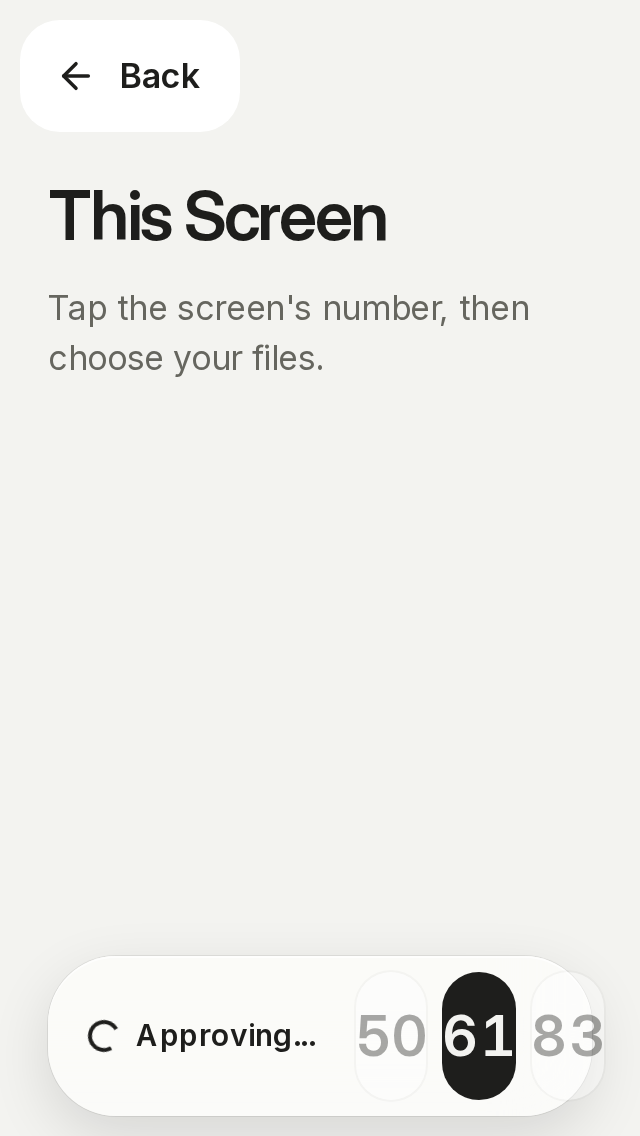 Back
This Screen
Tap the screen's number, then
choose your files.
Approving... 50 61 83